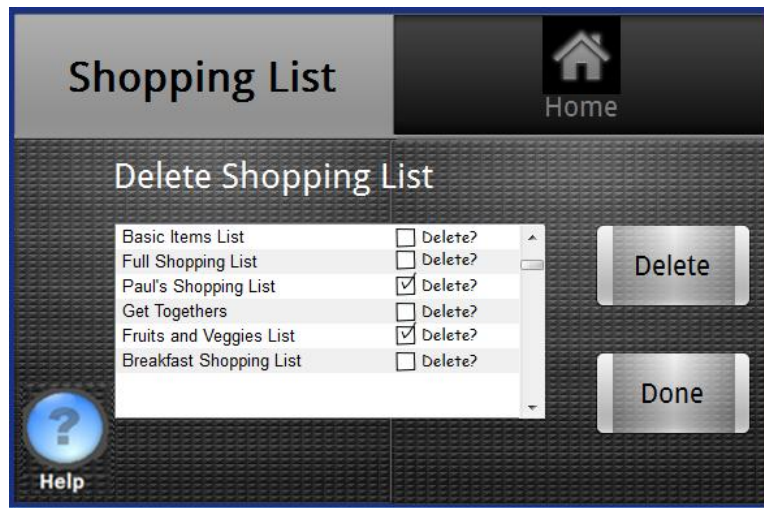 Shopping List
Home
Delete Shopping List
Basic Items List Delete?
Full Shopping List Delete?
Paul's Shopping List Delete?
Get Togethers Delete?
Fruits and Veggies List Delete?
Breakfast Shopping List Delete?
Delete
Done
?
Help